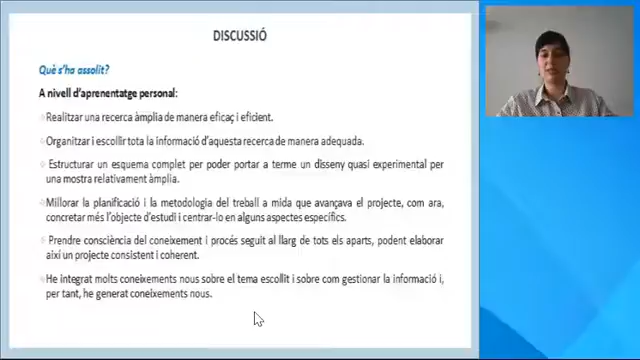 DISCUSSIÓ
Què s'ha assolit?
A nivell d'aprenentatge personal:
Realitzar una recerca àmplia de manera eficaç i eficient.
Organitzar i escollir tota la informació d'aquesta recerca de manera adequada.
Estructurar un esquema complet per poder portar a terme un disseny quasi experimental per
una mostra relativament àmplia.
Millorar la planificació i la metodologia del treball a mida que avançava el projecte, com ara,
concretar més l'objecte d'estudi i centrar-lo en alguns aspectes específics.
Prendre consciència del coneixement i procés seguit al llarg de tots els aparts, podent elaborar
així un projecte consistent i coherent.
He integrat molts coneixements nous sobre el tema escollit i sobre com gestionar la informació i,
per tant, he generat coneixements nous.